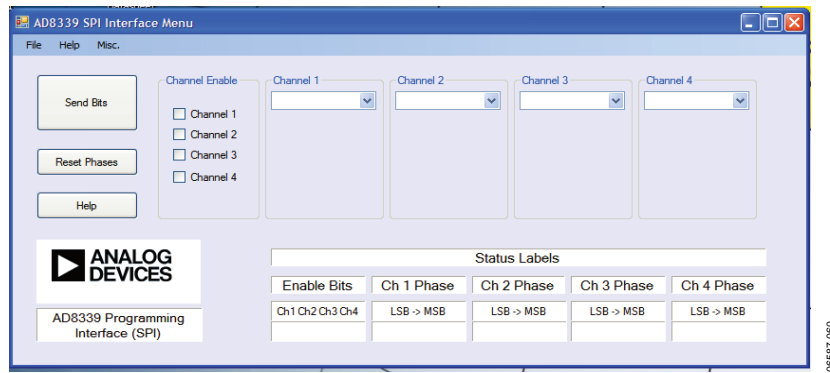 AD8339 SPI Interface Menu
File Help Misc.
Send Bits
Reset Phases
Help
Channel Enable
Channel 1
Channel 2
Channel 3
Channel 4
Channel 1
Channel 2
Channel 3
Channel 4
ANALOG
DEVICES
AD8339 Programming
Interface (SPI)
Status Labels
Enable Bits Ch 1 Phase Ch 2 Phase Ch 3 Phase Ch 4 Phase
Ch1 Ch2 Ch3 Ch4 LSB -> MSB LSB -> MSB LSB -> MSB LSB -> MSB